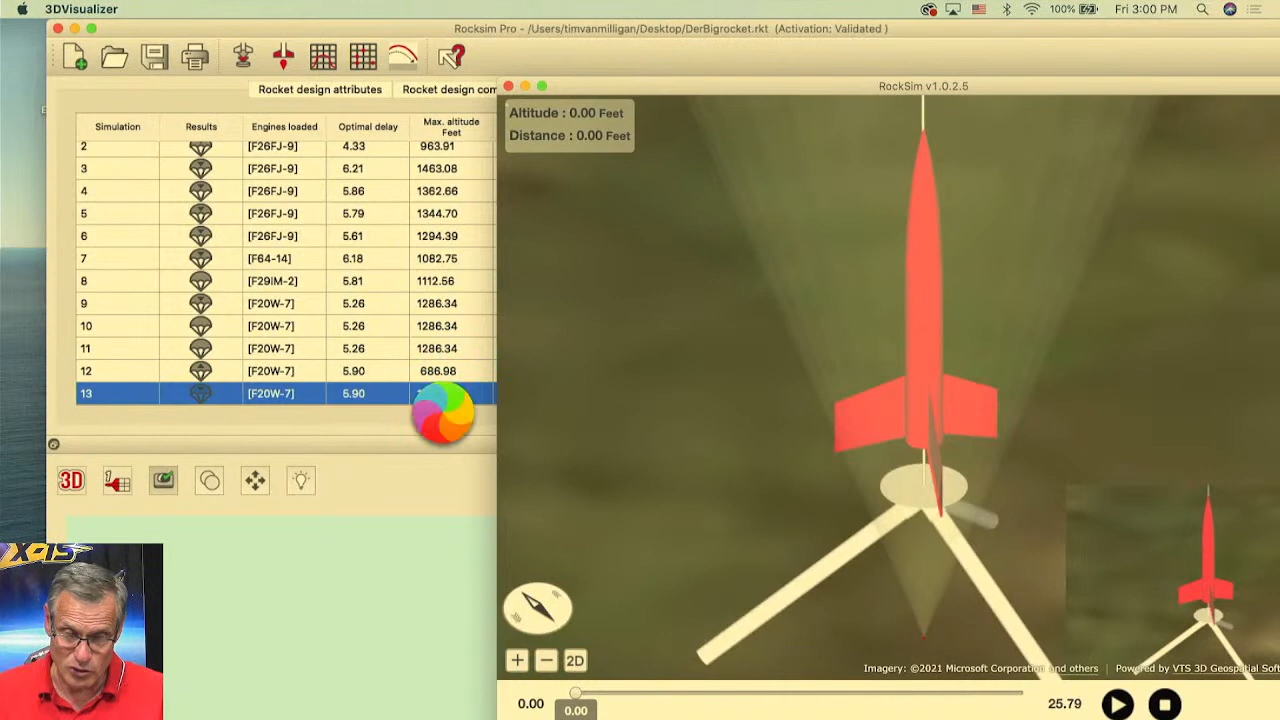 3DVisualizer
100%
Fri 3:00 PM
Rocksim Pro - /Users/timvanmilligan/Desktop/DerBigrocket.rkt (Activation: Validated )
Rocket design attributes
Rocket design com
RockSim v1.0.2.5
Simulation Results Engines loaded Optimal delay Max. altitude Feet
2 [F26FJ-9] 4.33 963.91
3 [F26FJ-9] 6.21 1463.08
4 [F26FJ-9] 5.86 1362.66
5 [F26FJ-9] 5.79 1344.70
6 [F26FJ-9] 5.61 1294.39
7 [F64-14] 6.18 1082.75
8 [F29IM-2] 5.81 1112.56
9 [F20W-7] 5.26 1286.34
10 [F20W-7] 5.26 1286.34
11 [F20W-7] 5.26 1286.34
12 [F20W-7] 5.90 686.98
13 [F20W-7] 5.90
Altitude : 0.00 Feet
Distance : 0.00 Feet
3D
+ − 2D
Imagery: ©2021 Microsoft Corporation and others | Powered by VTS 3D Geospatial Soft
0.00
0.00
25.79